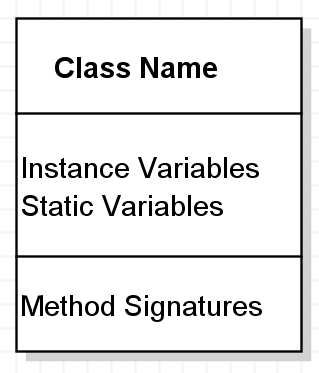 Class Name
Instance Variables
Static Variables
Method Signatures